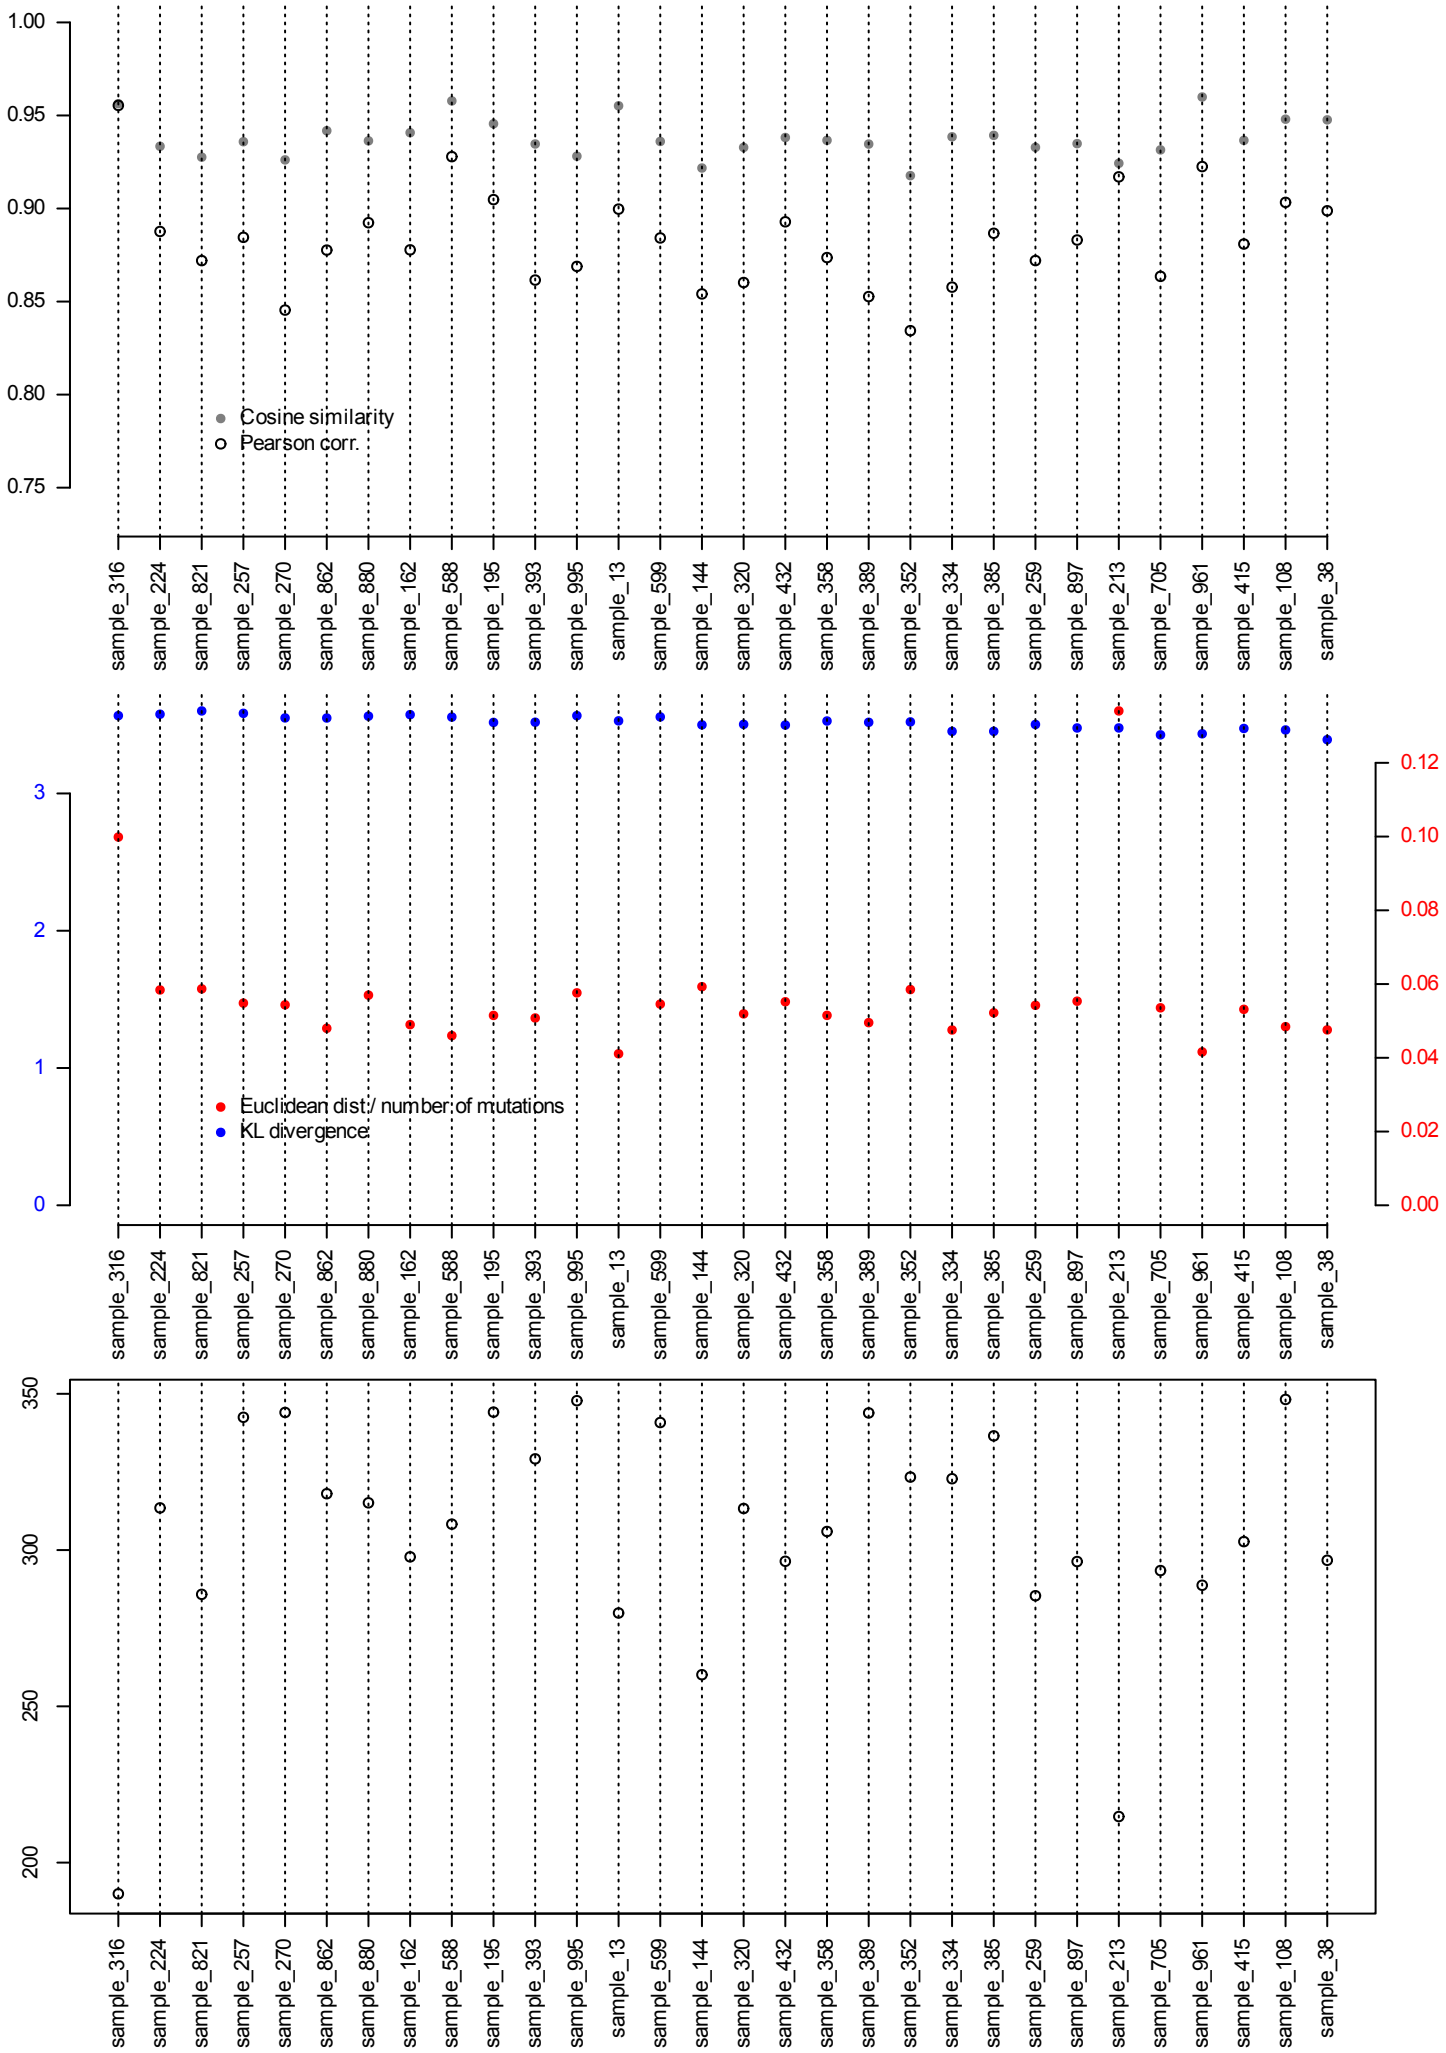 1.00
0.95
0.90
0.85
0.80
0.75
Cosine similarity
Pearson corr.
sample_316
sample_224
sample_821
sample_257
sample_270
sample_862
sample_880
sample_162
sample_588
sample_195
sample_393
sample_995
sample_13
sample_599
sample_144
sample_320
sample_432
sample_358
sample_389
sample_352
sample_334
sample_385
sample_259
sample_897
sample_213
sample_705
sample_961
sample_415
sample_108
sample_38
3
2
1
0
0.12
0.10
0.08
0.06
0.04
0.02
0.00
Euclidean dist./ number of mutations
KL divergence
sample_316
sample_224
sample_821
sample_257
sample_270
sample_862
sample_880
sample_162
sample_588
sample_195
sample_393
sample_995
sample_13
sample_599
sample_144
sample_320
sample_432
sample_358
sample_389
sample_352
sample_334
sample_385
sample_259
sample_897
sample_213
sample_705
sample_961
sample_415
sample_108
sample_38
350
300
250
200
sample_316
sample_224
sample_821
sample_257
sample_270
sample_862
sample_880
sample_162
sample_588
sample_195
sample_393
sample_995
sample_13
sample_599
sample_144
sample_320
sample_432
sample_358
sample_389
sample_352
sample_334
sample_385
sample_259
sample_897
sample_213
sample_705
sample_961
sample_415
sample_108
sample_38